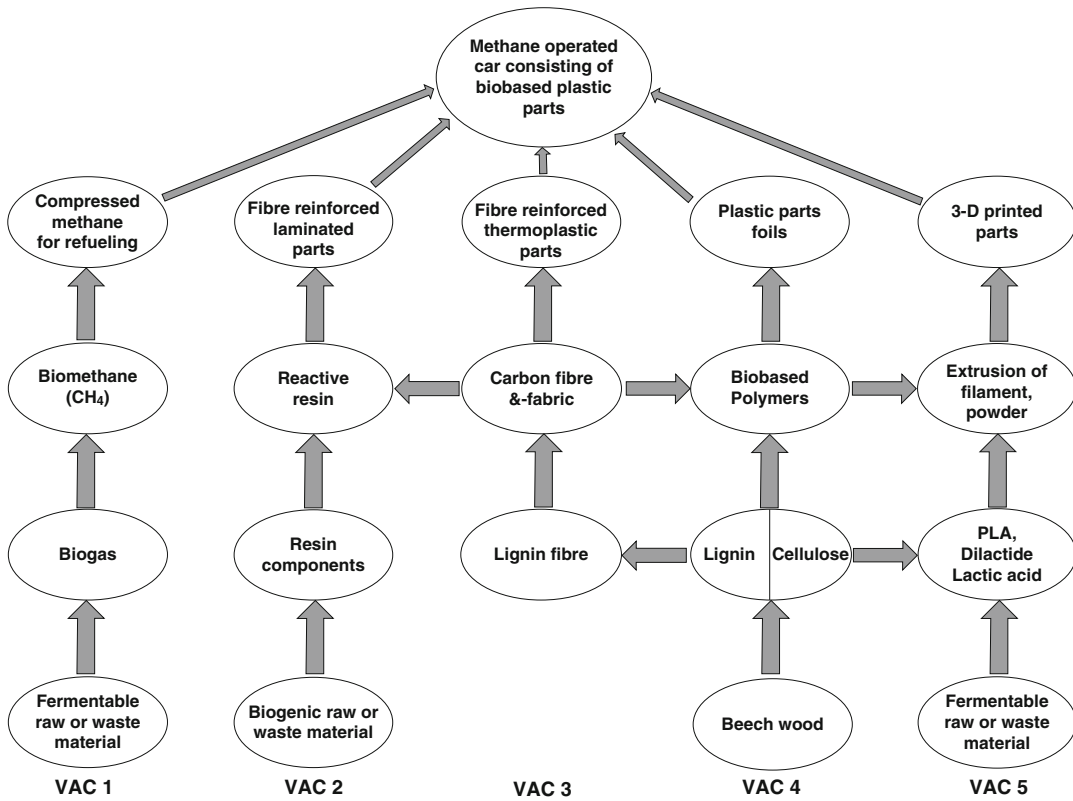 Methane operated
car consisting of
biobased plastic
parts
Compressed
methane
for refueling
Fibre reinforced
laminated
parts
Fibre reinforced
thermoplastic
parts
Plastic parts
foils
3-D printed
parts
Biomethane
(CH₄)
Reactive
resin
Carbon fibre
&-fabric
Biobased
Polymers
Extrusion of
filament,
powder
Biogas
Resin
components
Lignin fibre
Lignin
Cellulose
PLA,
Dilactide
Lactic acid
Fermentable
raw or waste
material
Biogenic raw or
waste material
Beech wood
Fermentable
raw or waste
material
VAC 1
VAC 2
VAC 3
VAC 4
VAC 5